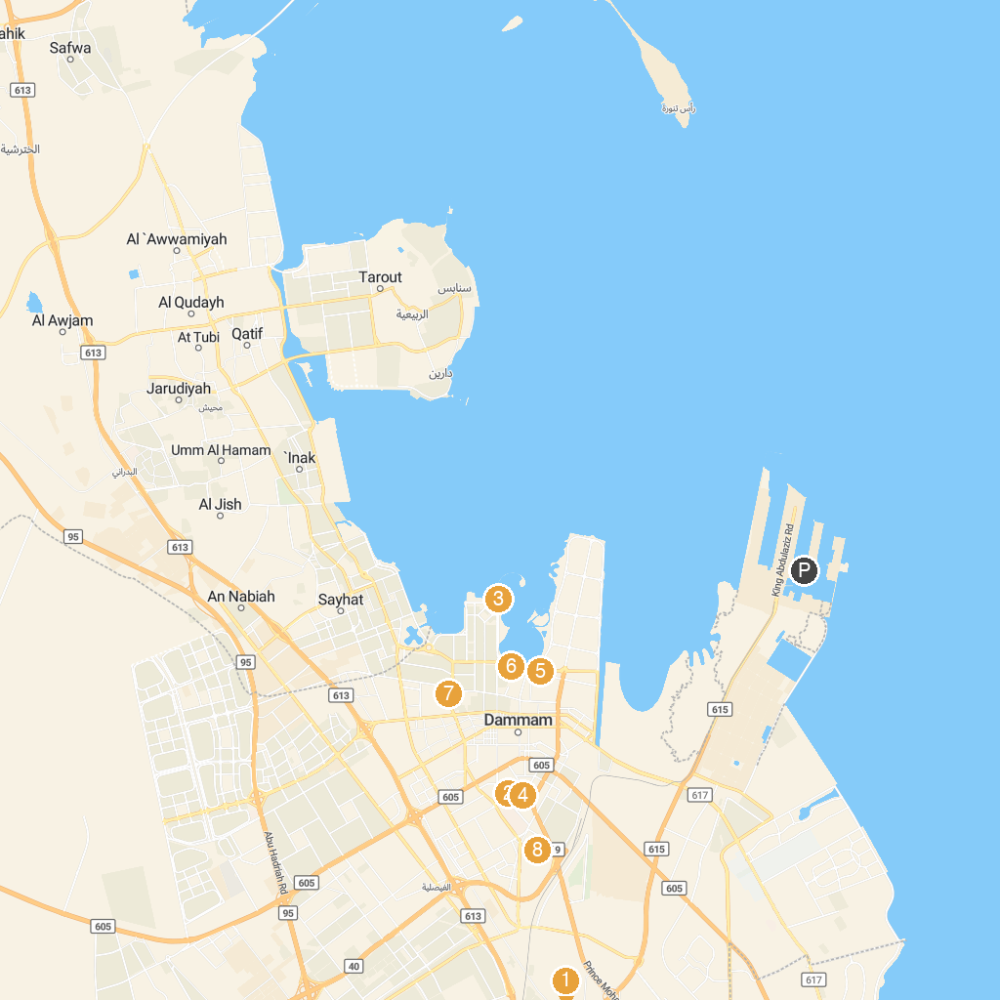 ahik
Safwa
613
رأس تنورة
الخترشية
Al `Awwamiyah
Tarout
سنابس
Al Qudayh
الربيعية
Al Awjam
At Tubi
Qatif
613
دارين
Jarudiyah
محيش
Umm Al Hamam
`Inak
البدراني
Al Jish
95
613
King Abdulaziz Rd
P
An Nabiah
Sayhat
3
95
6
5
7
613
615
Dammam
605
605
2
4
617
8
9
615
Abu Hadriah Rd
605
الفيصلية
605
95
613
605
40
1
617
Prince Moh